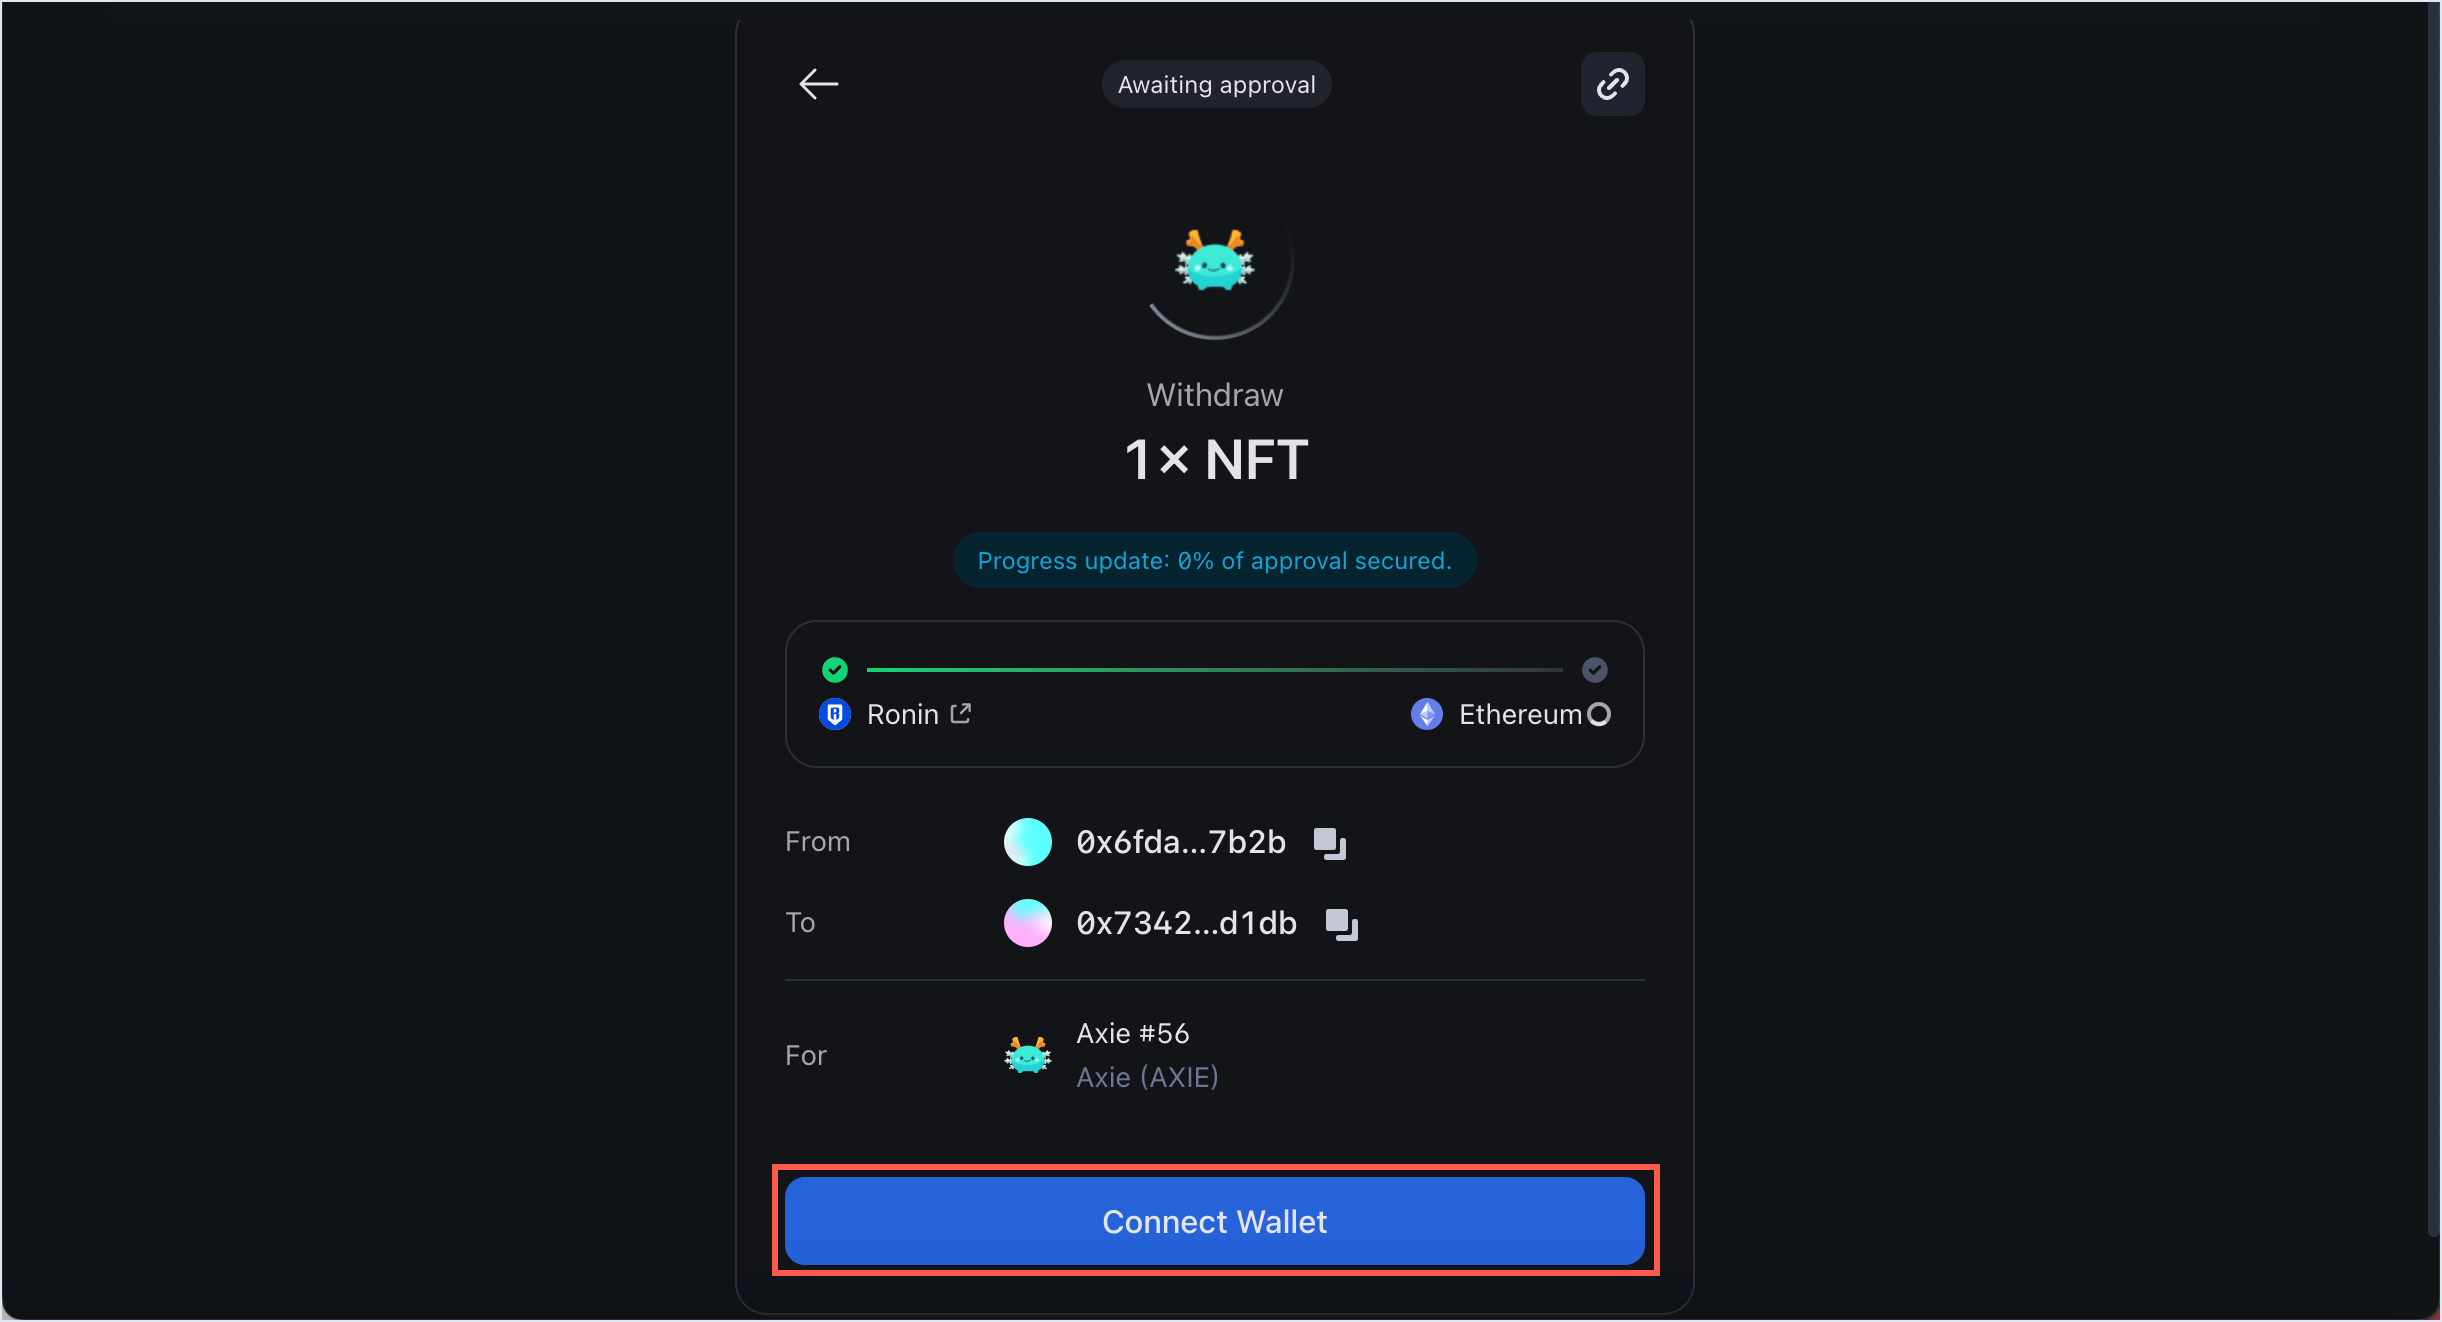 Awaiting approval
Withdraw
1× NFT
Progress update: 0% of approval secured.
Ronin
Ethereum
From
0x6fda...7b2b
To
0x7342...d1db
For
Axie #56
Axie (AXIE)
Connect Wallet